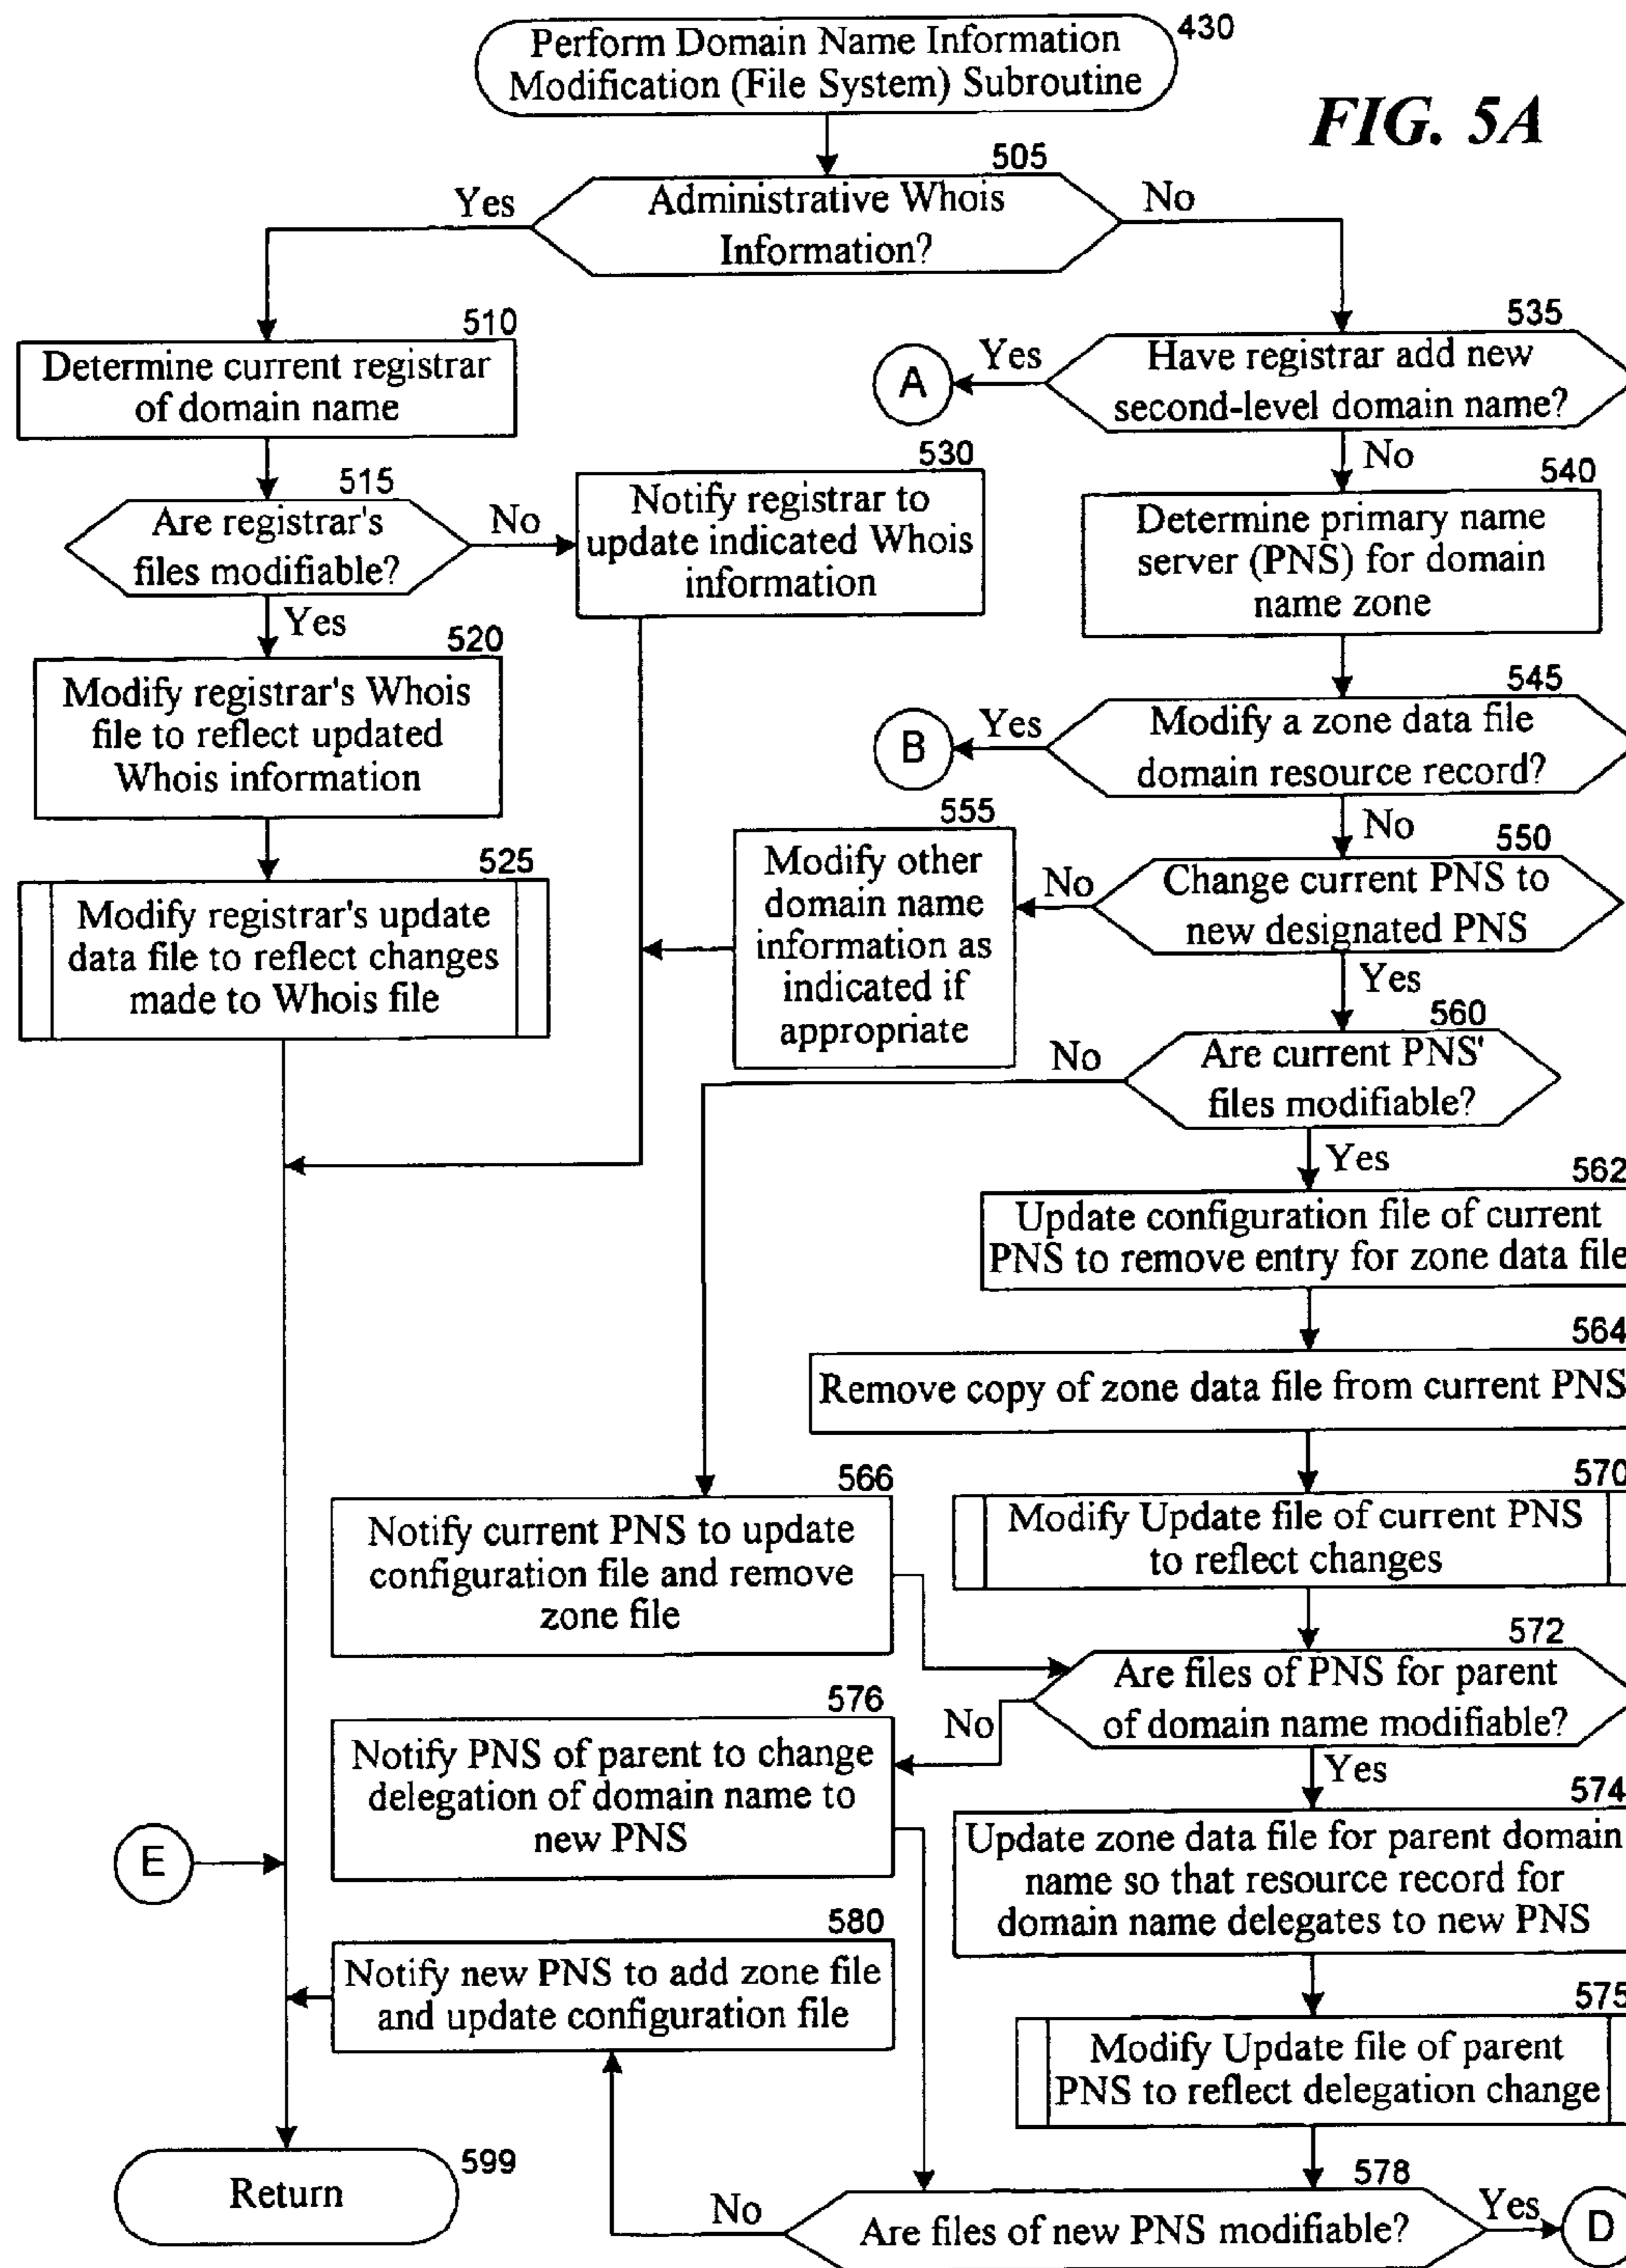 Perform Domain Name Information
Modification (File System) Subroutine
430
FIG. 5A
505
Administrative Whois
Information?
Yes
No
510
Determine current registrar
of domain name
535
Have registrar add new
second-level domain name?
Yes
A
No
515
Are registrar's
files modifiable?
No
Yes
530
Notify registrar to
update indicated Whois
information
540
Determine primary name
server (PNS) for domain
name zone
520
Modify registrar's Whois
file to reflect updated
Whois information
545
Modify a zone data file
domain resource record?
Yes
B
No
525
Modify registrar's update
data file to reflect changes
made to Whois file
555
Modify other
domain name
information as
indicated if
appropriate
550
Change current PNS to
new designated PNS
No
Yes
560
Are current PNS'
files modifiable?
No
Yes
562
Update configuration file of current
PNS to remove entry for zone data file
564
Remove copy of zone data file from current PNS
566
Notify current PNS to update
configuration file and remove
zone file
570
Modify Update file of current PNS
to reflect changes
572
Are files of PNS for parent
of domain name modifiable?
No
Yes
576
Notify PNS of parent to change
delegation of domain name to
new PNS
574
Update zone data file for parent domain
name so that resource record for
domain name delegates to new PNS
E
580
Notify new PNS to add zone file
and update configuration file
575
Modify Update file of parent
PNS to reflect delegation change
599
Return
578
Are files of new PNS modifiable?
No
Yes
D